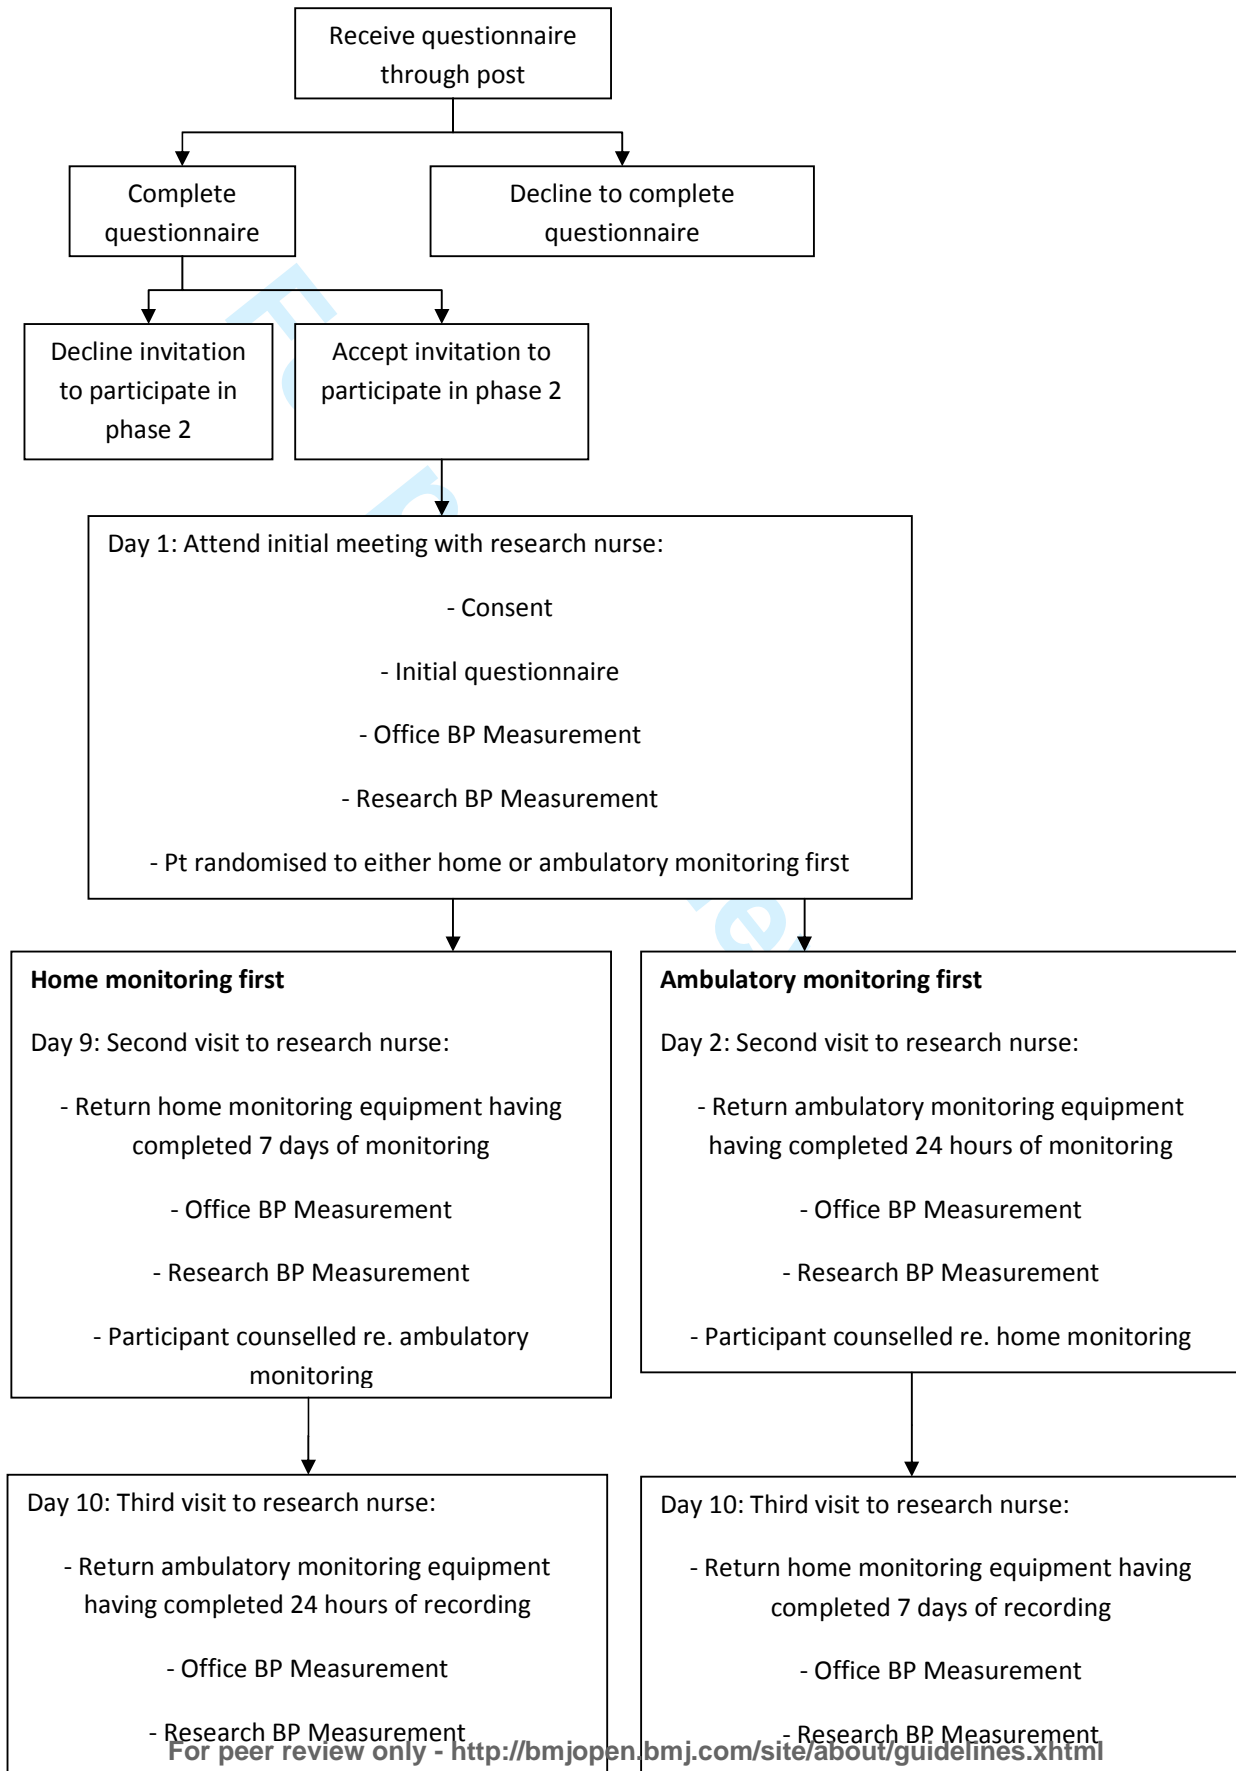 Receive questionnaire
through post
Complete
questionnaire
Decline to complete
questionnaire
Decline invitation
to participate in
phase 2
Accept invitation to
participate in phase 2
Day 1: Attend initial meeting with research nurse:
- Consent
- Initial questionnaire
- Office BP Measurement
- Research BP Measurement
- Pt randomised to either home or ambulatory monitoring first
Home monitoring first
Day 9: Second visit to research nurse:
- Return home monitoring equipment having
completed 7 days of monitoring
- Office BP Measurement
- Research BP Measurement
- Participant counselled re. ambulatory
monitoring
Ambulatory monitoring first
Day 2: Second visit to research nurse:
- Return ambulatory monitoring equipment
having completed 24 hours of monitoring
- Office BP Measurement
- Research BP Measurement
- Participant counselled re. home monitoring
Day 10: Third visit to research nurse:
- Return ambulatory monitoring equipment
having completed 24 hours of recording
- Office BP Measurement
- Research BP Measurement
Day 10: Third visit to research nurse:
- Return home monitoring equipment having
completed 7 days of recording
- Office BP Measurement
- Research BP Measurement
For peer review only - http://bmjopen.bmj.com/site/about/guidelines.xhtml